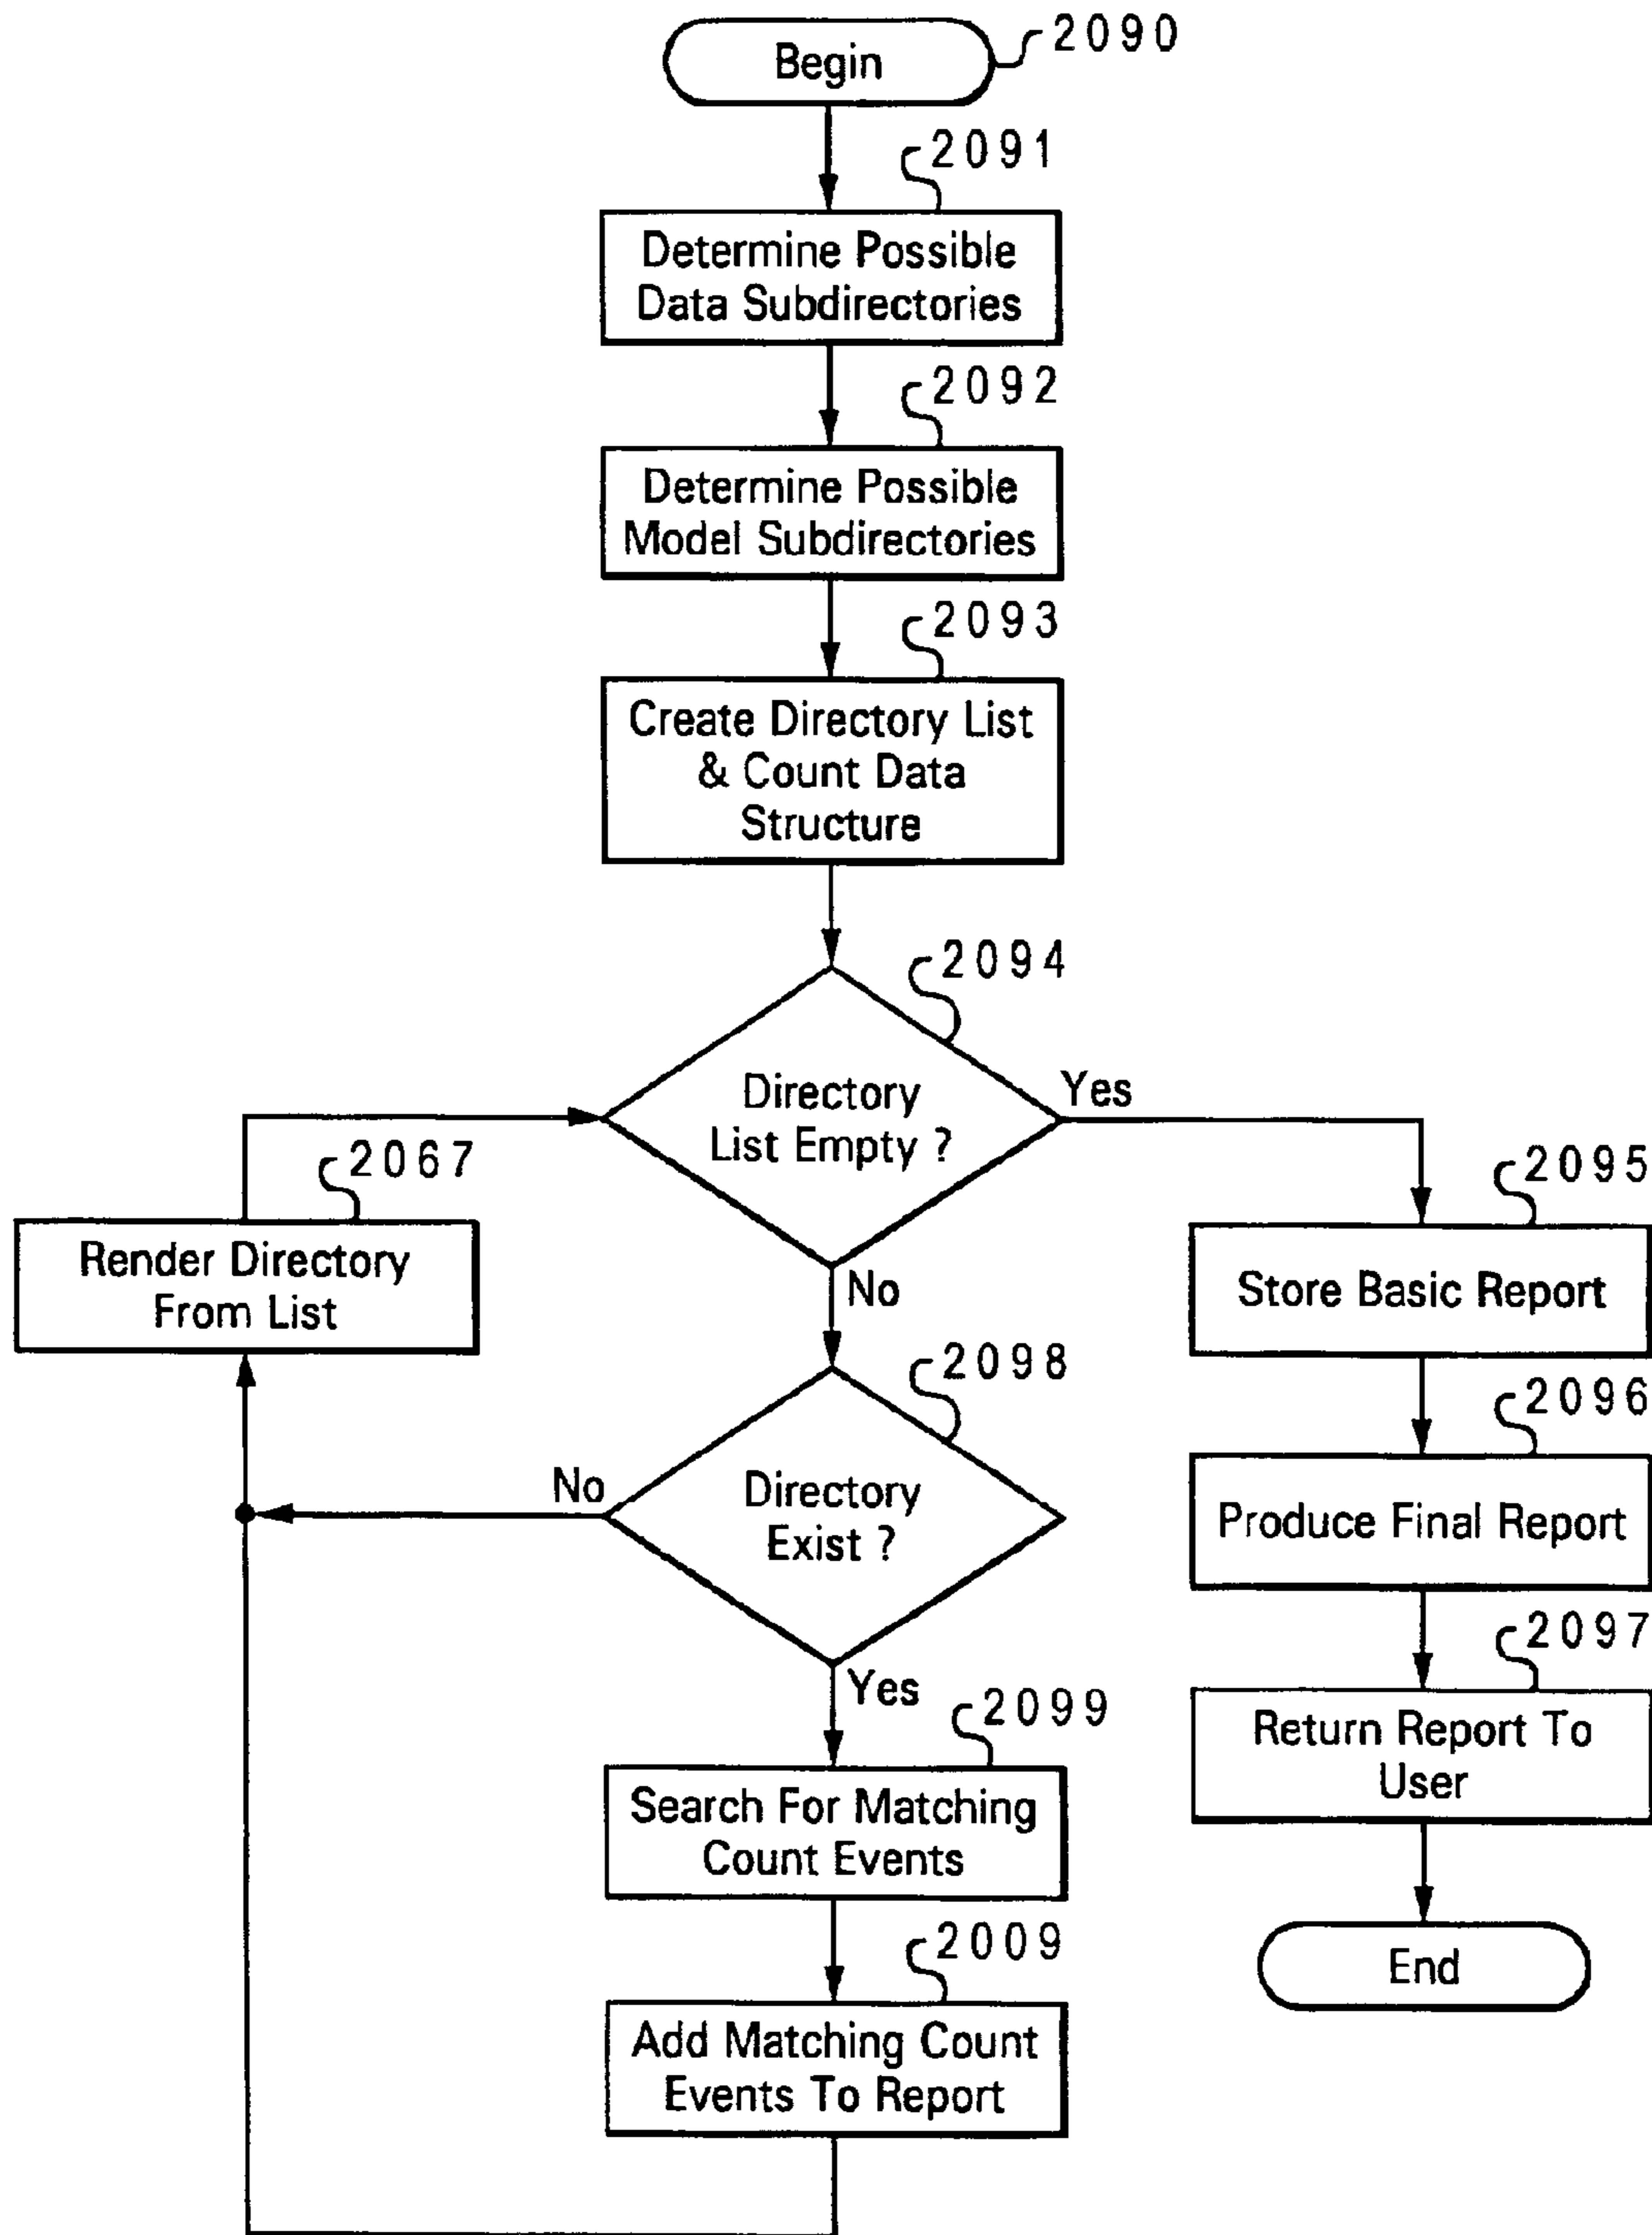 Begin
2090
2091
Determine Possible
Data Subdirectories
2092
Determine Possible
Model Subdirectories
2093
Create Directory List
& Count Data
Structure
2094
Directory
List Empty ?
Yes
No
2067
Render Directory
From List
2095
Store Basic Report
2098
Directory
Exist ?
No
Yes
2096
Produce Final Report
2097
Return Report To
User
End
2099
Search For Matching
Count Events
2009
Add Matching Count
Events To Report